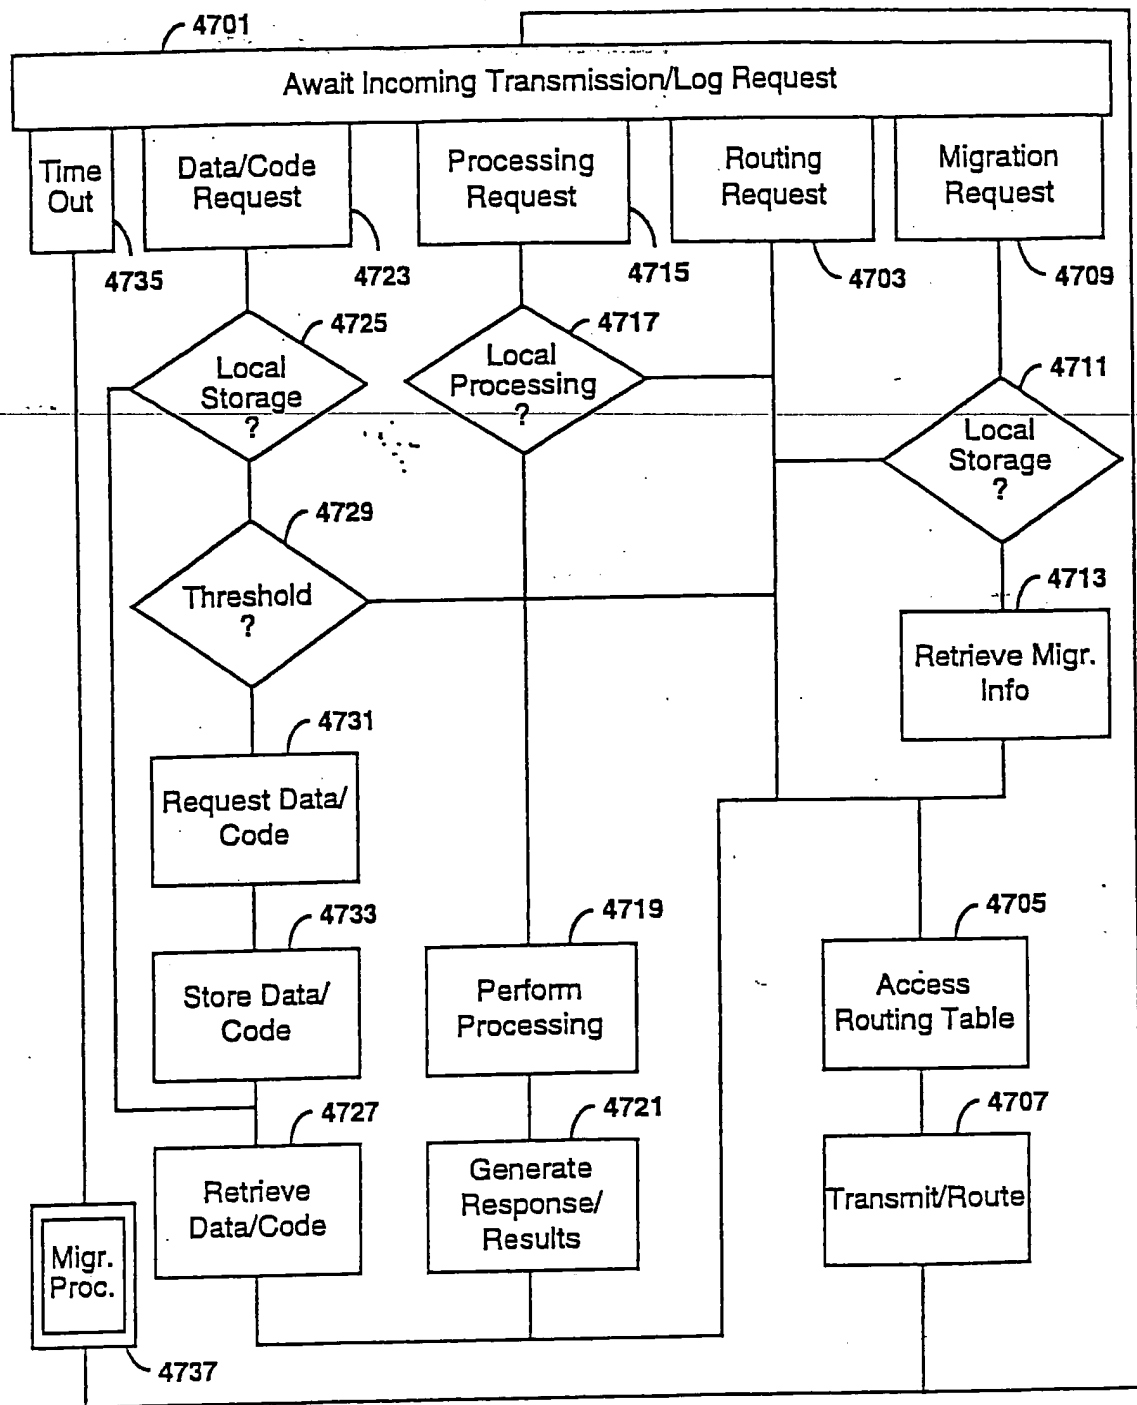 4701
Await Incoming Transmission/Log Request
Time
Out
Data/Code
Request
Processing
Request
Routing
Request
Migration
Request
4735
4723
4715
4703
4709
4725
Local
Storage
?
4717
Local
Processing
?
4711
Local
Storage
?
4729
Threshold
?
4713
Retrieve Migr.
Info
4731
Request Data/
Code
4733
Store Data/
Code
4719
Perform
Processing
4705
Access
Routing Table
4727
Retrieve
Data/Code
4721
Generate
Response/
Results
4707
Transmit/Route
Migr.
Proc.
4737